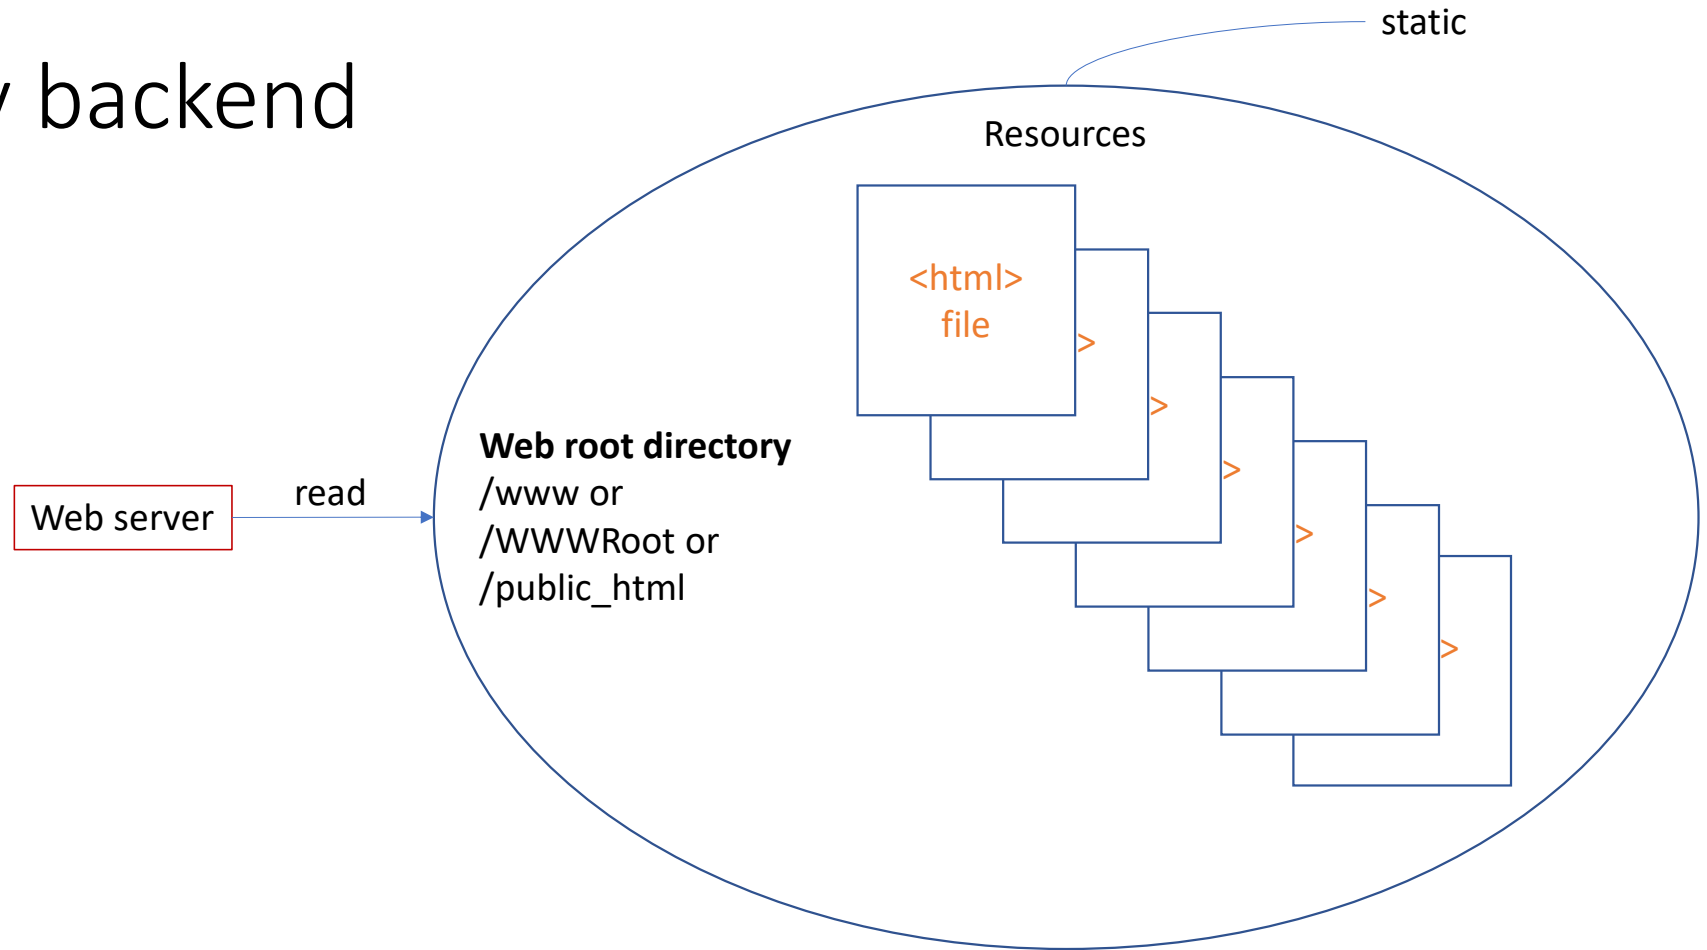 static
y backend
Resources
<html>
file
>
>
>
>
>
>
Web root directory
/www or
/WWWRoot or
/public_html
read
Web server